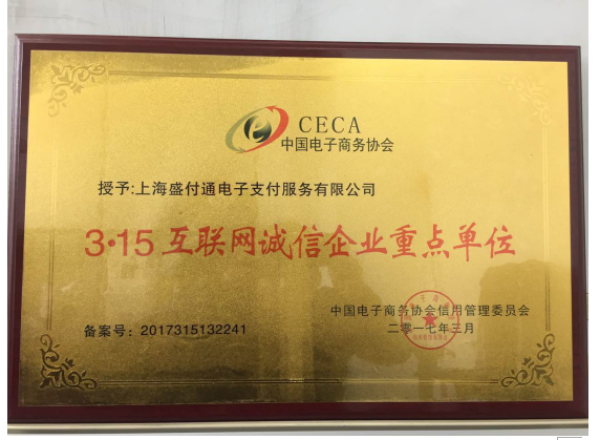 CECA
中国电子商务协会
授予:上海盛付通电子支付服务有限公司
3·15互联网诚信企业重点单位
中国电子商务协会信用管理委员会
备案号：2017315132241
二零一七年三月